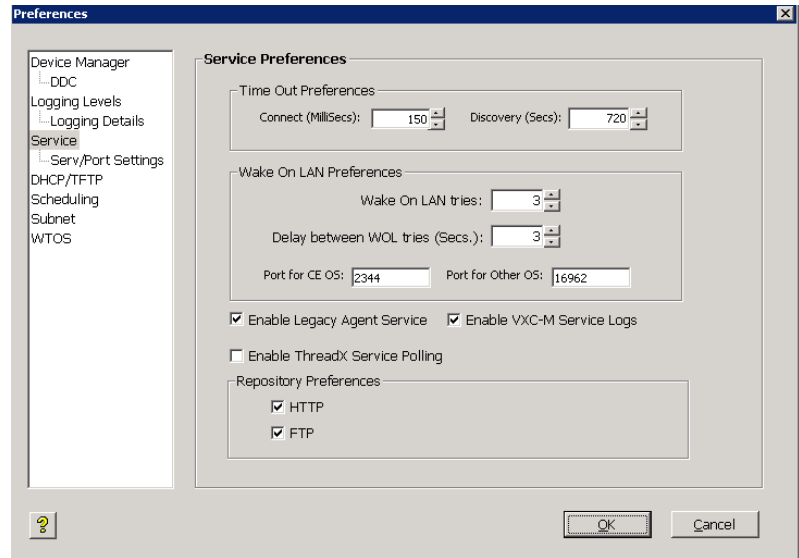 Preferences
Device Manager
DDC
Logging Levels
Logging Details
Service
Serv/Port Settings
DHCP/TFTP
Scheduling
Subnet
WTOS
Service Preferences
Time Out Preferences
Connect (MilliSecs): 150 Discovery (Secs): 720
Wake On LAN Preferences
Wake On LAN tries: 3
Delay between WOL tries (Secs.): 3
Port for CE OS: 2344 Port for Other OS: 16962
Enable Legacy Agent Service Enable VXC-M Service Logs
Enable ThreadX Service Polling
Repository Preferences
HTTP
FTP
? OK Cancel